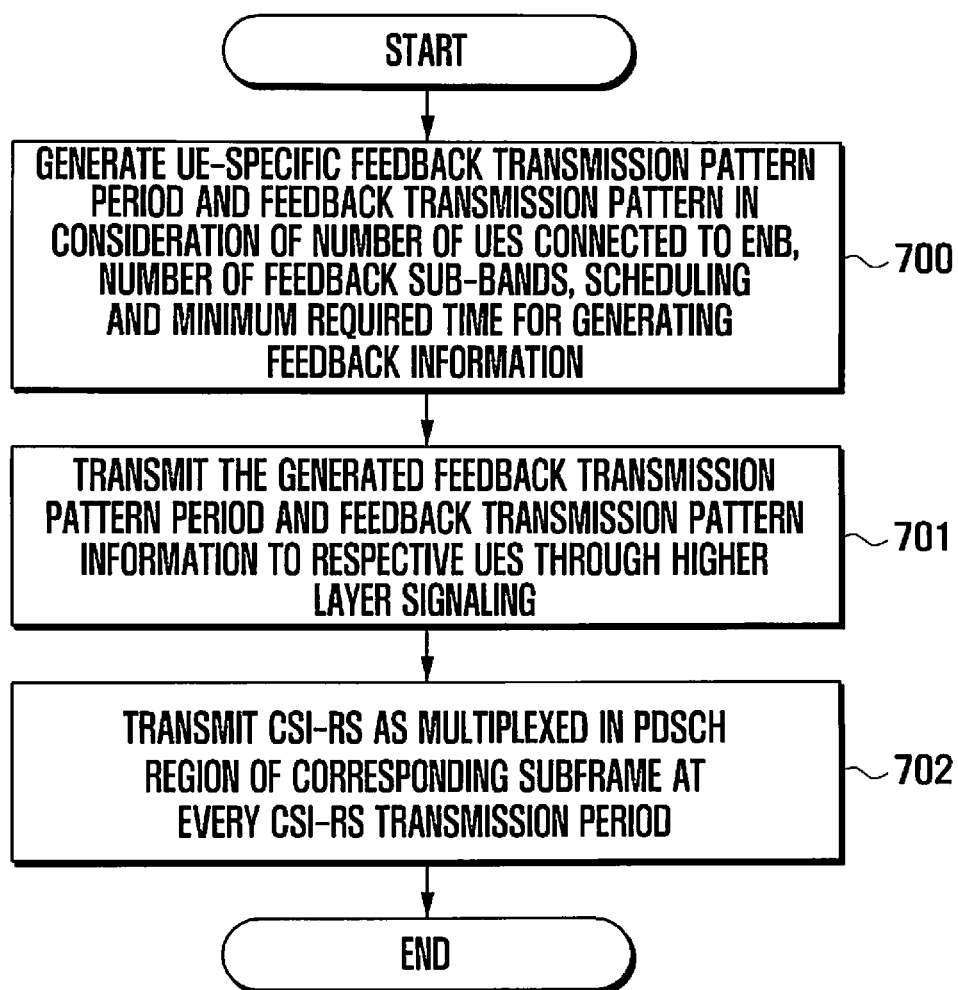 START
GENERATE UE-SPECIFIC FEEDBACK TRANSMISSION PATTERN
PERIOD AND FEEDBACK TRANSMISSION PATTERN IN
CONSIDERATION OF NUMBER OF UES CONNECTED TO ENB,
NUMBER OF FEEDBACK SUB-BANDS, SCHEDULING
AND MINIMUM REQUIRED TIME FOR GENERATING
FEEDBACK INFORMATION
700
TRANSMIT THE GENERATED FEEDBACK TRANSMISSION
PATTERN PERIOD AND FEEDBACK TRANSMISSION PATTERN
INFORMATION TO RESPECTIVE UES THROUGH HIGHER
LAYER SIGNALING
701
TRANSMIT CSI-RS AS MULTIPLEXED IN PDSCH
REGION OF CORRESPONDING SUBFRAME AT
EVERY CSI-RS TRANSMISSION PERIOD
702
END